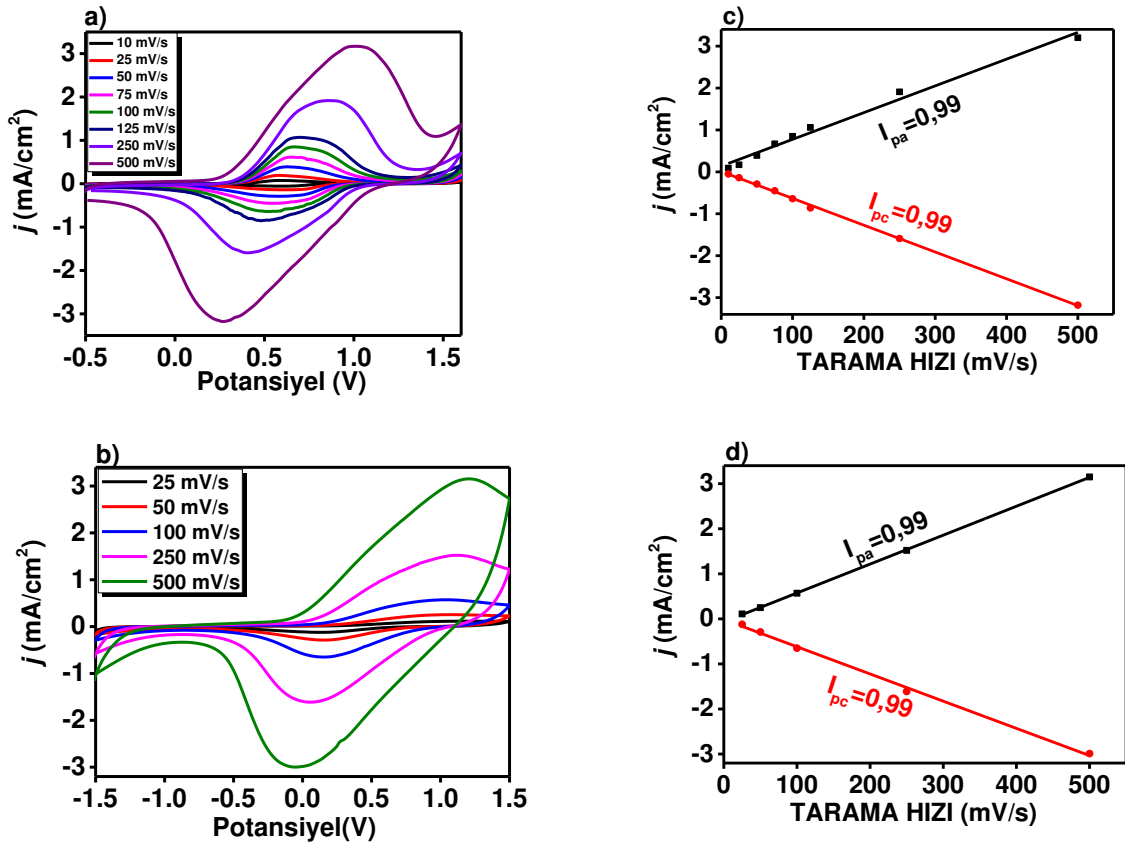 a)
10 mV/s
25 mV/s
50 mV/s
75 mV/s
100 mV/s
125 mV/s
250 mV/s
500 mV/s
3
2
1
0
-1
-2
-3
j (mA/cm²)
-0.5 0.0 0.5 1.0 1.5
Potansiyel (V)
c)
3
2
1
0
-1
-2
-3
j (mA/cm²)
I_pa=0,99
I_pc=0,99
0 100 200 300 400 500
TARAMA HIZI (mV/s)
b)
25 mV/s
50 mV/s
100 mV/s
250 mV/s
500 mV/s
3
2
1
0
-1
-2
-3
j (mA/cm²)
-1.5 -1.0 -0.5 0.0 0.5 1.0 1.5
Potansiyel(V)
d)
3
2
1
0
-1
-2
-3
j (mA/cm²)
I_pa=0,99
I_pc=0,99
0 100 200 300 400 500
TARAMA HIZI (mV/s)